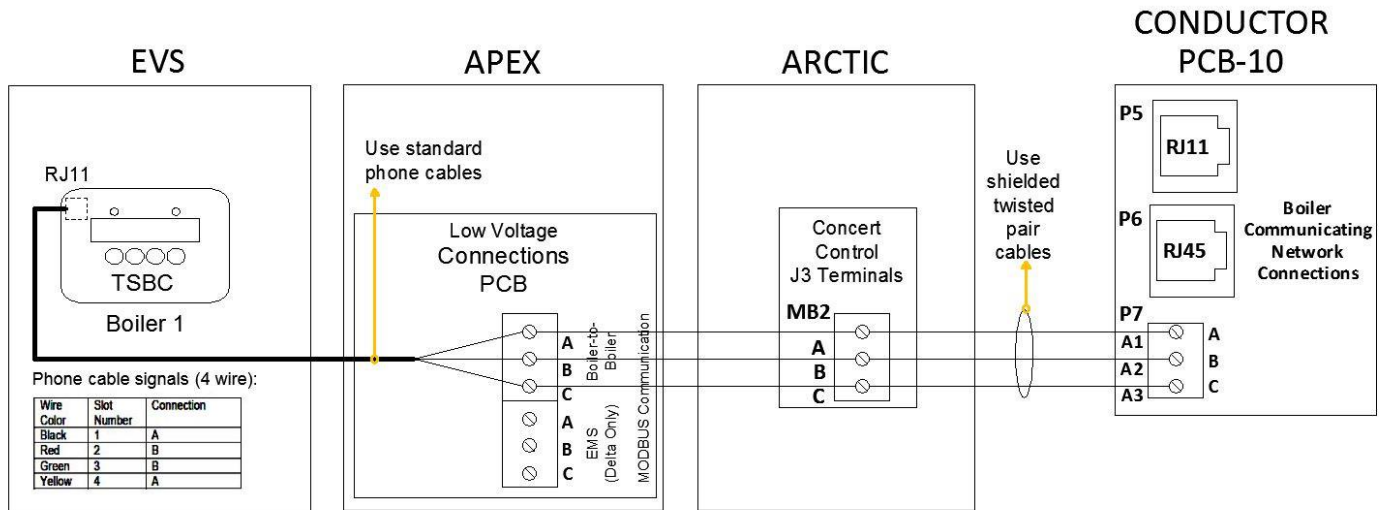 EVS
RJ11
TSBC
Boiler 1
Phone cable signals (4 wire):
Wire Color Slot Number Connection
Black 1 A
Red 2 B
Green 3 B
Yellow 4 A
APEX
Use standard
phone cables
Low Voltage
Connections
PCB
A
B
C
Boiler-to-
Boiler
A
B
C
EMS
(Delta Only)
MODBUS Communication
ARCTIC
Concert
Control
J3 Terminals
MB2
A
B
C
Use
shielded
twisted
pair
cables
CONDUCTOR
PCB-10
P5
RJ11
P6
RJ45
Boiler
Communicating
Network
Connections
P7
A1 A
A2 B
A3 C